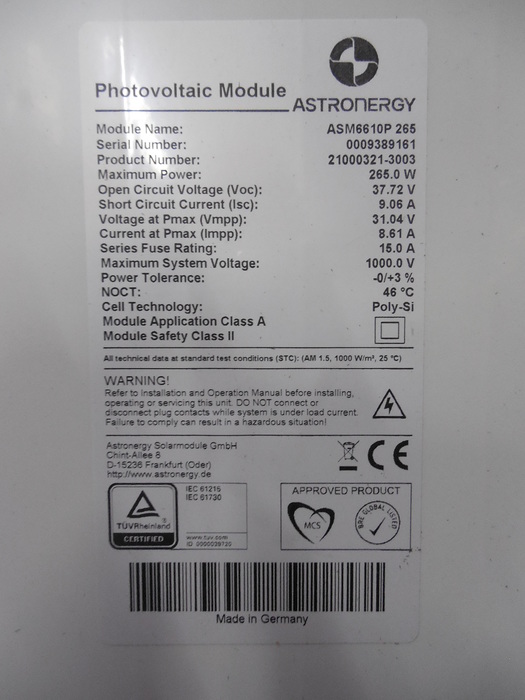 Photovoltaic Module
ASTRONERGY
Module Name: ASM6610P 265
Serial Number: 0009389161
Product Number: 21000321-3003
Maximum Power: 265.0 W
Open Circuit Voltage (Voc): 37.72 V
Short Circuit Current (Isc): 9.06 A
Voltage at Pmax (Vmpp): 31.04 V
Current at Pmax (Impp): 8.61 A
Series Fuse Rating: 15.0 A
Maximum System Voltage: 1000.0 V
Power Tolerance: -0/+3 %
NOCT: 46 °C
Cell Technology: Poly-Si
Module Application Class A
Module Safety Class II
All technical data at standard test conditions (STC): (AM 1.5, 1000 W/m², 25 °C)
WARNING!
Refer to Installation and Operation Manual before installing,
operating or servicing this unit. DO NOT connect or
disconnect plug contacts while system is under load current.
Failure to comply can result in a hazardous situation!
Astronergy Solarmodule GmbH
Chint-Allee 8
D-15236 Frankfurt (Oder)
http://www.astronergy.de
CE
TÜVRheinland
CERTIFIED
IEC 61215
IEC 61730
www.tuv.com
APPROVED PRODUCT
MCS
BRE GLOBAL LISTED
Made in Germany